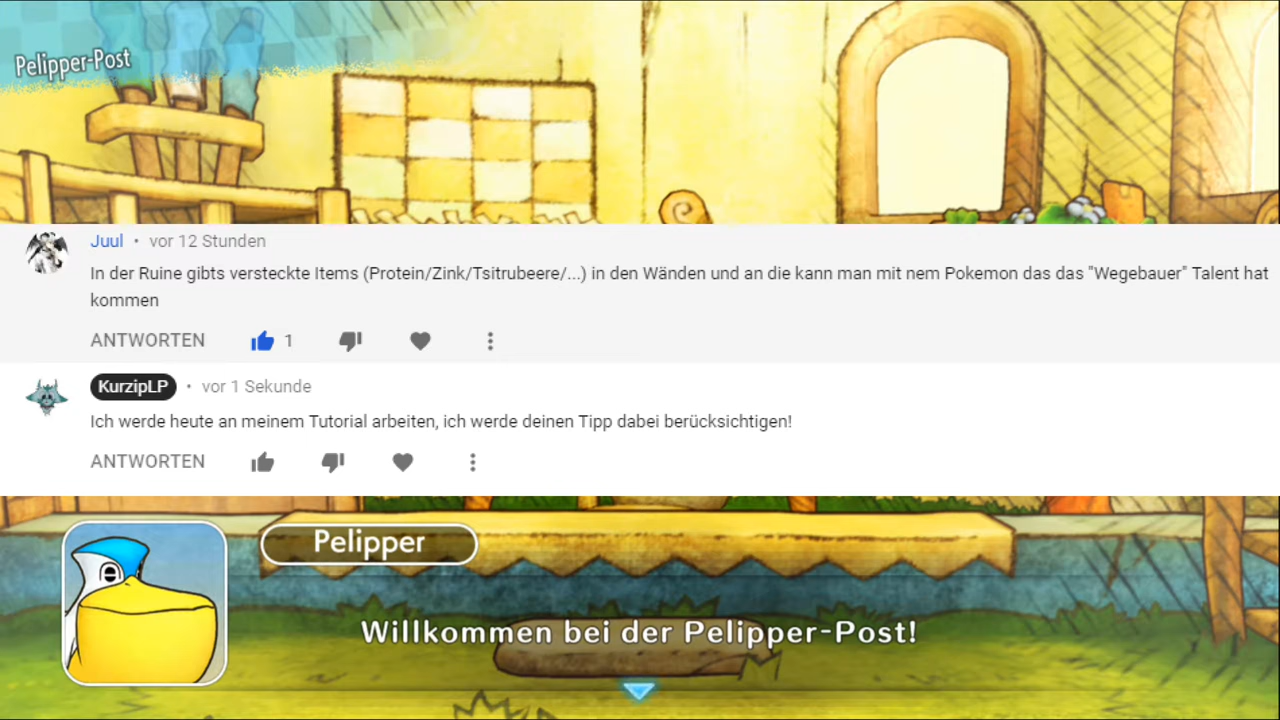 Pelipper-Post
Juul • vor 12 Stunden
In der Ruine gibts versteckte Items (Protein/Zink/Tsitrubeere/...) in den Wänden und an die kann man mit nem Pokemon das das "Wegebauer" Talent hat
kommen
ANTWORTEN 1
KurzipLP • vor 1 Sekunde
Ich werde heute an meinem Tutorial arbeiten, ich werde deinen Tipp dabei berücksichtigen!
ANTWORTEN
Pelipper
Willkommen bei der Pelipper-Post!